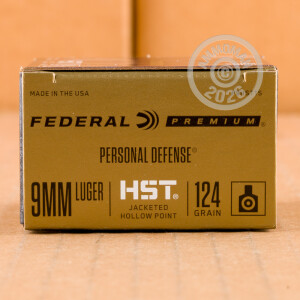 MADE IN THE USA
FEDERAL PREMIUM®
PERSONAL DEFENSE®
9MM LUGER
HST®
JACKETED
HOLLOW POINT
124
GRAIN